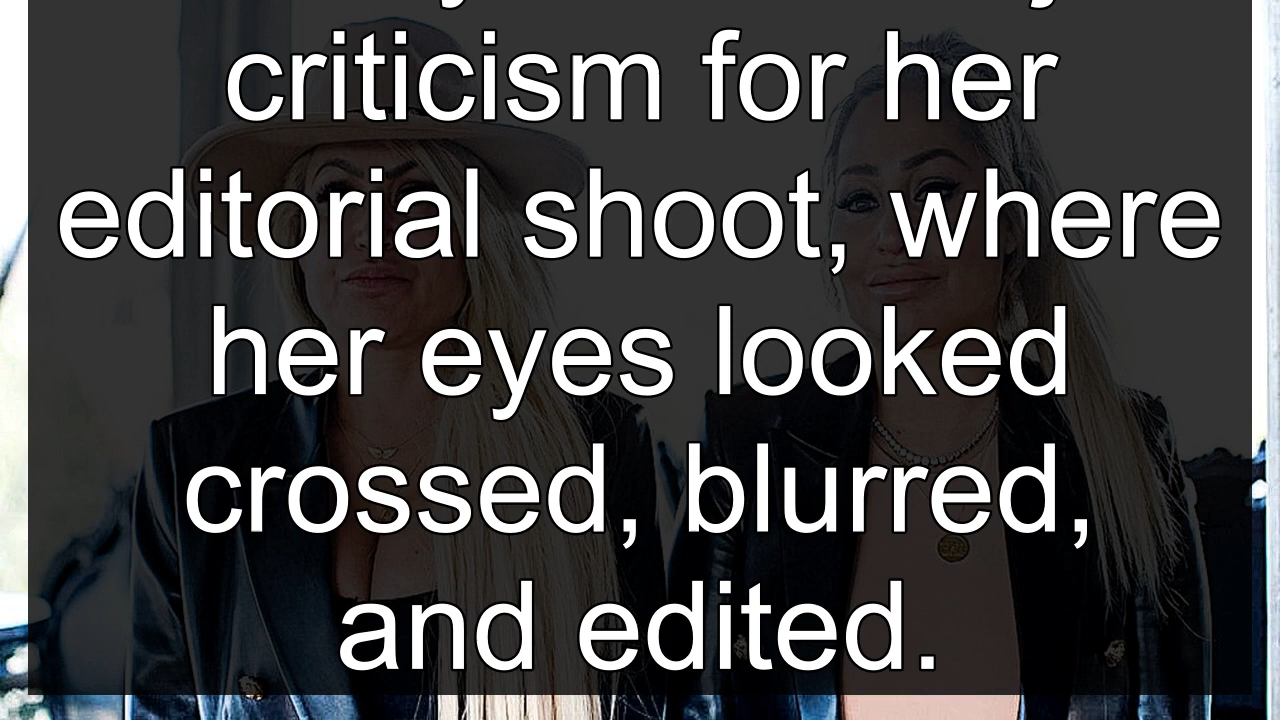 criticism for her
editorial shoot, where
her eyes looked
crossed, blurred,
and edited.